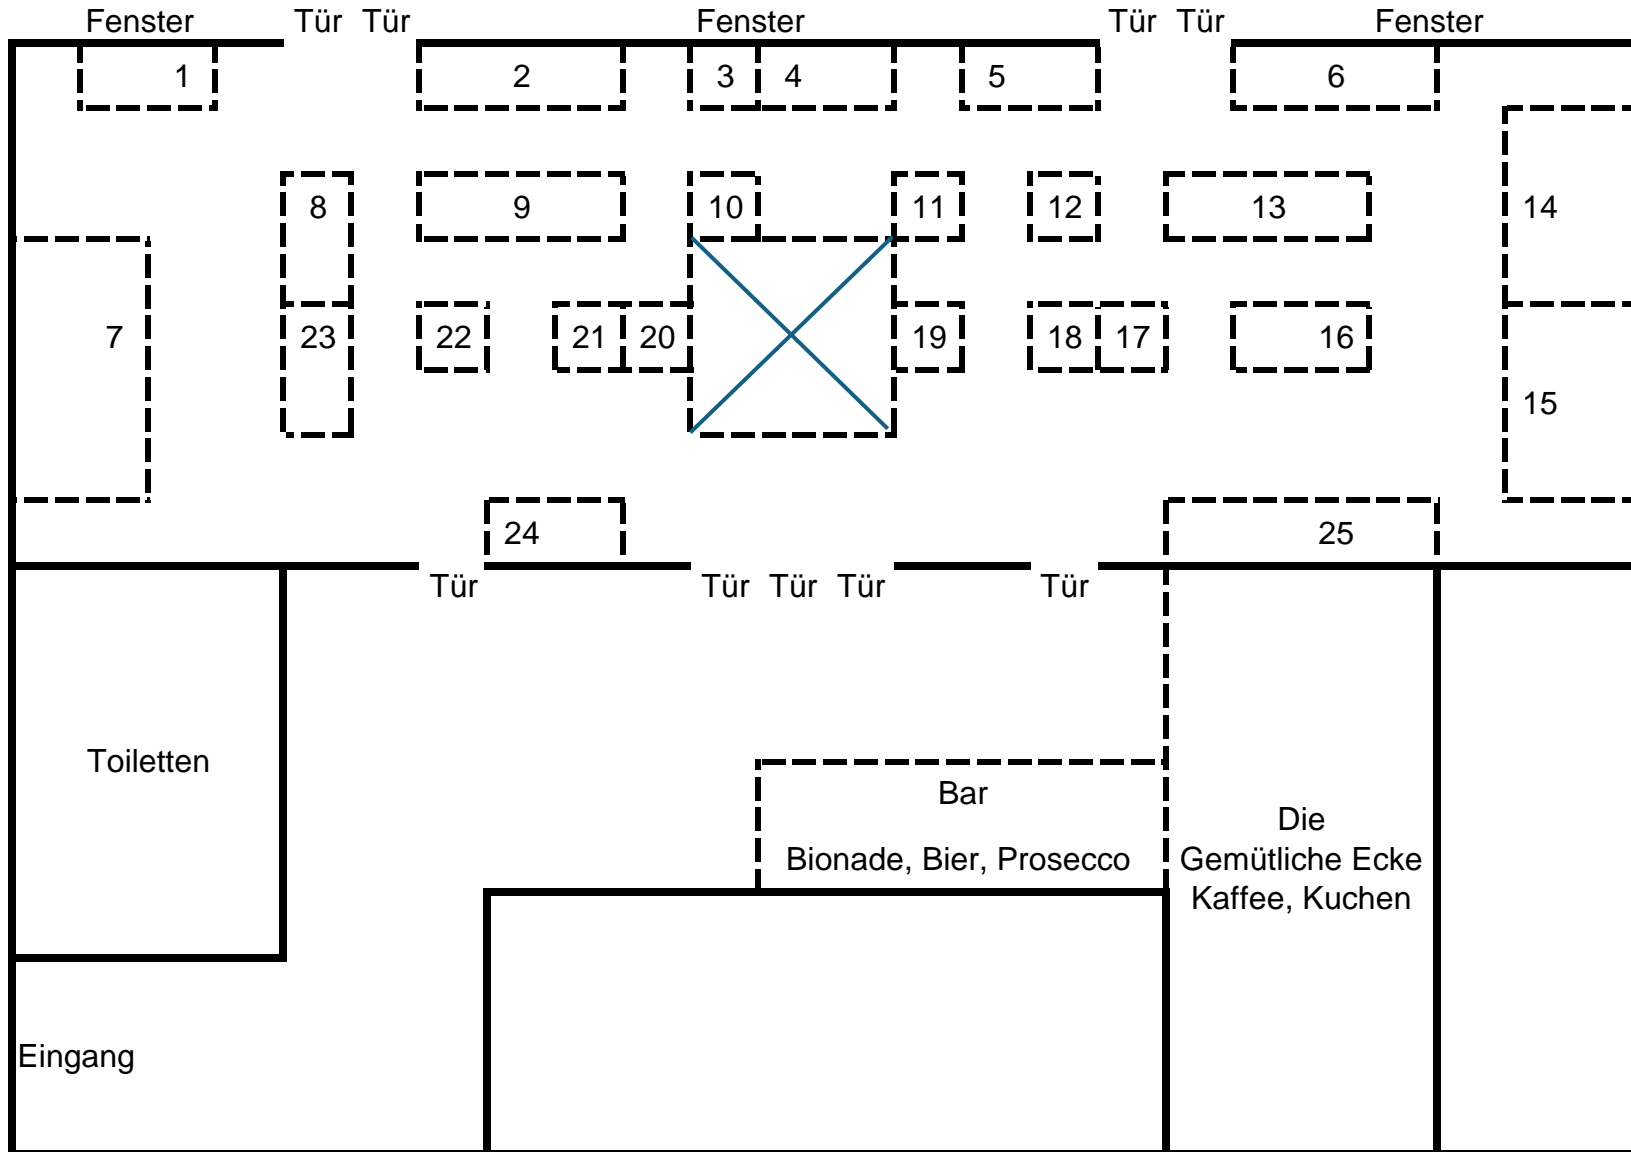 Fenster Tür Tür Fenster Tür Tür Fenster
1 2 3 4 5 6
8 9 10 11 12 13 14
7 23 22 21 20 19 18 17 16
15
24 25
Tür Tür Tür Tür Tür
Toiletten
Bar
Die
Bionade, Bier, Prosecco Gemütliche Ecke
Kaffee, Kuchen
Eingang